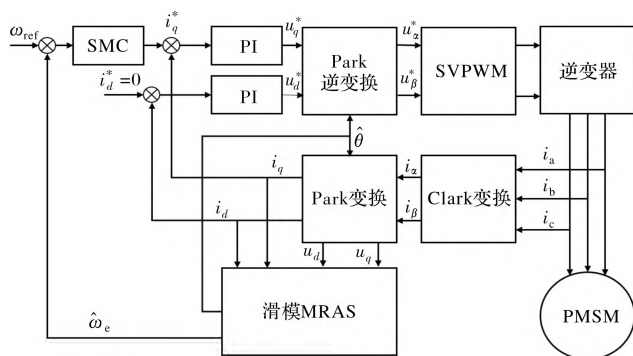 ω_ref
SMC
i_q^*
PI
u_q^*
Park
逆变换
u_α^*
u_β^*
SVPWM
逆变器
i_d^*=0
PI
u_d^*
θ̂
i_q
i_d
Park变换
i_α
i_β
Clark变换
i_a
i_b
i_c
u_d
u_q
滑模MRAS
ω̂_e
PMSM